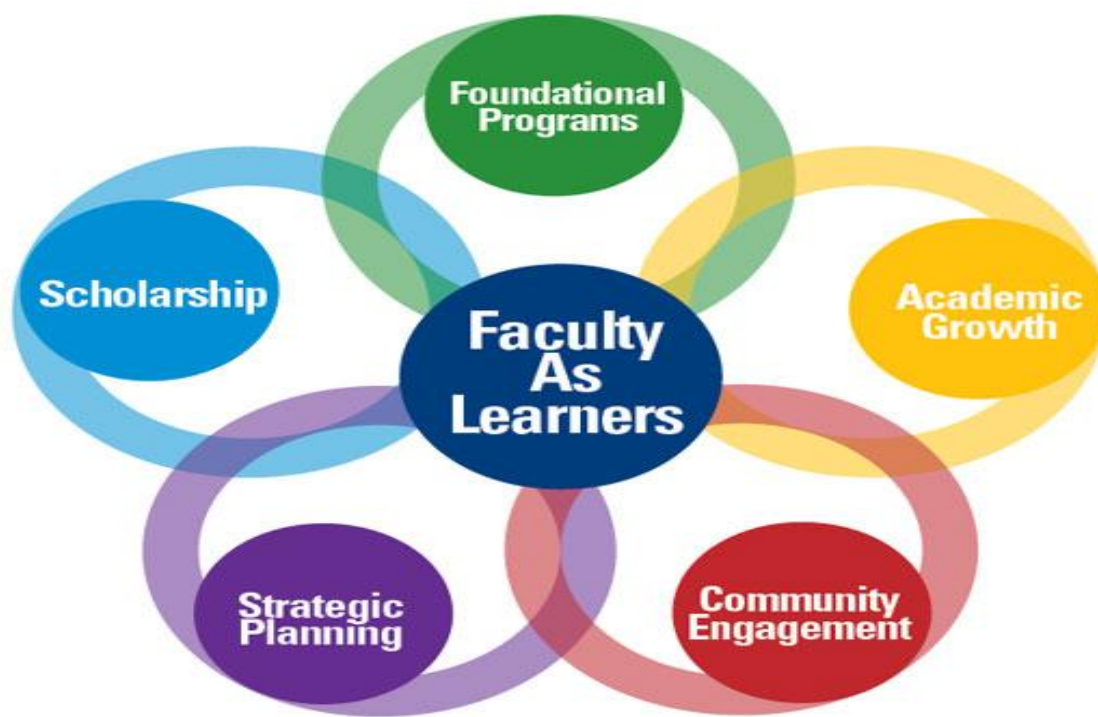 Foundational
Programs
Scholarship
Academic
Growth
Faculty
As
Learners
Strategic
Planning
Community
Engagement